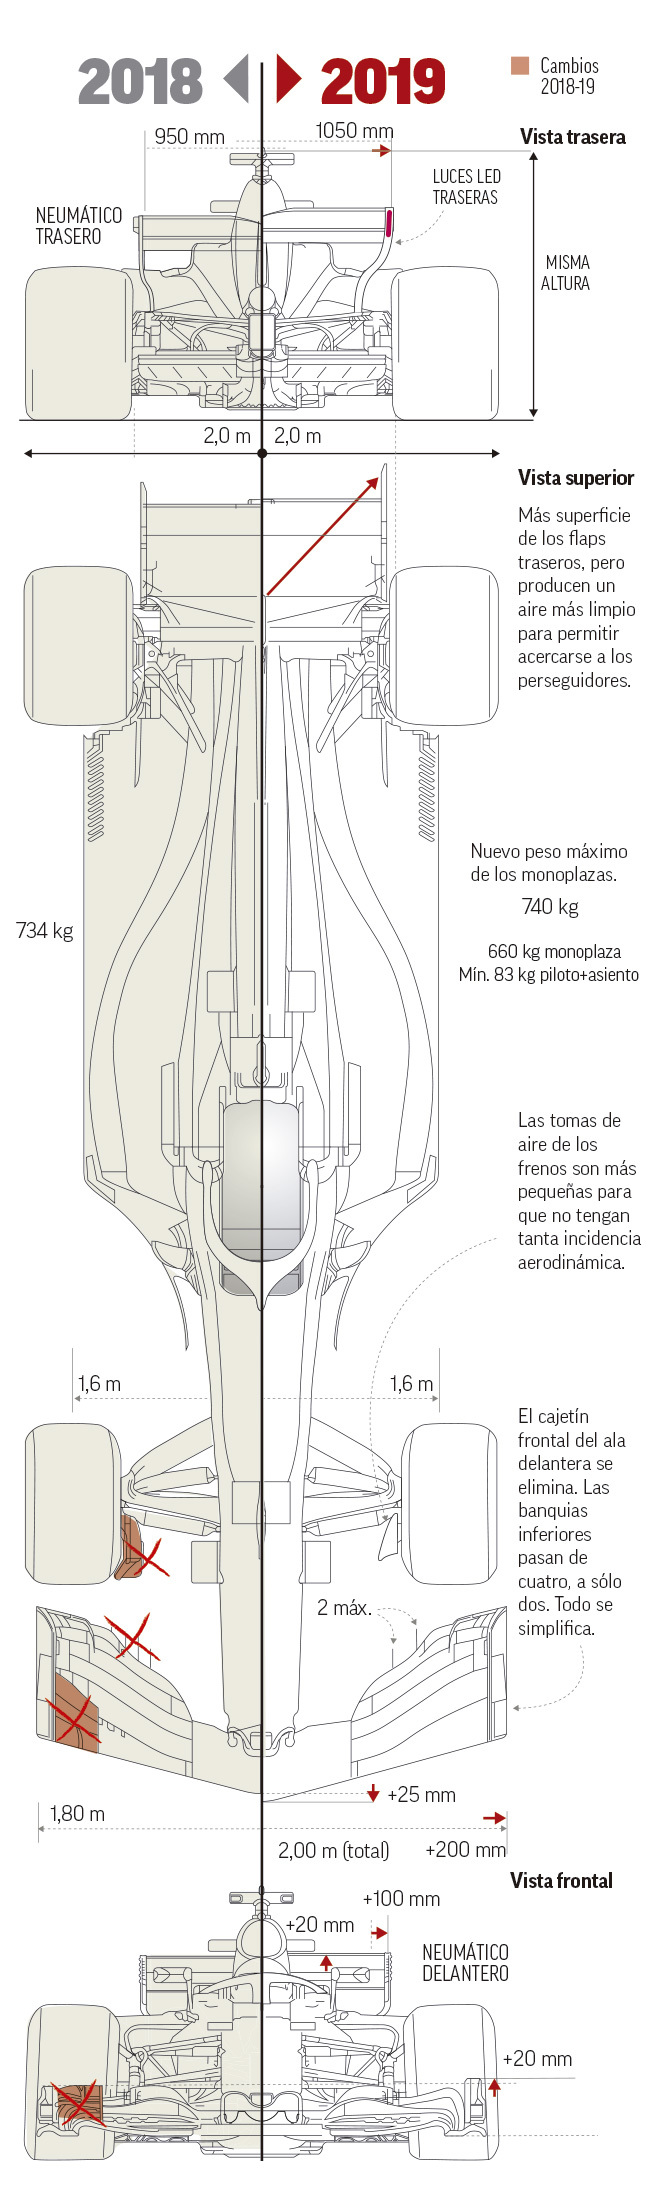 2018
2019
Cambios
2018-19
950 mm
1050 mm
Vista trasera
LUCES LED
TRASERAS
NEUMÁTICO
TRASERO
MISMA
ALTURA
2,0 m
2,0 m
Vista superior
Más superficie
de los flaps
traseros, pero
producen un
aire más limpio
para permitir
acercarse a los
perseguidores.
Nuevo peso máximo
de los monoplazas.
740 kg
734 kg
660 kg monoplaza
Mín. 83 kg piloto+asiento
Las tomas de
aire de los
frenos son más
pequeñas para
que no tengan
tanta incidencia
aerodinámica.
1,6 m
1,6 m
El cajetín
frontal del ala
delantera se
elimina. Las
banquias
inferiores
pasan de
cuatro, a sólo
dos. Todo se
simplifica.
2 máx.
+25 mm
1,80 m
2,00 m (total)
+200 mm
Vista frontal
+100 mm
+20 mm
NEUMÁTICO
DELANTERO
+20 mm